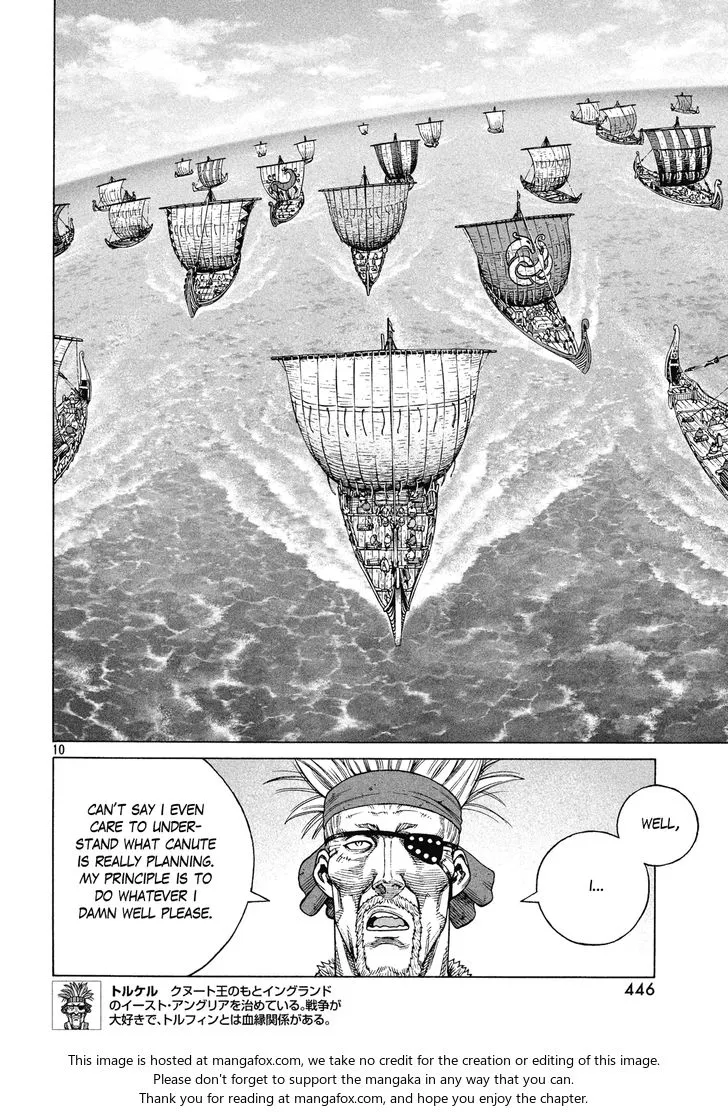 10
WELL,
I...
CAN'T SAY I EVEN
CARE TO UNDER-
STAND WHAT CANUTE
IS REALLY PLANNING.
MY PRINCIPLE IS TO
DO WHATEVER I
DAMN WELL PLEASE.
446
トルケル クヌート王のもとイングランド
のイースト・アングリアを治めている。戦争が
大好きで、トルフィンとは血縁関係がある。
This image is hosted at mangafox.com, we take no credit for the creation or editing of this image.
Please don't forget to support the mangaka in any way that you can.
Thank you for reading at mangafox.com, and hope you enjoy the chapter.